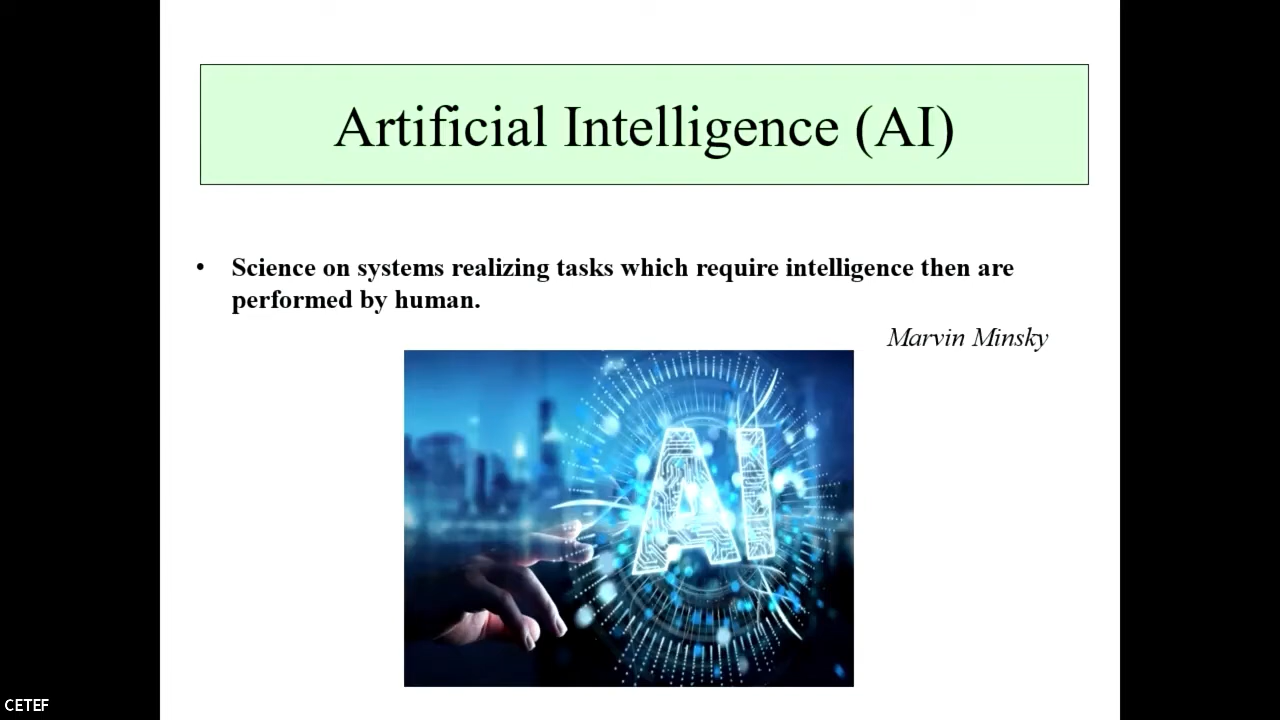 Artificial Intelligence (AI)
• Science on systems realizing tasks which require intelligence then are
performed by human.
Marvin Minsky
AI
CETEF